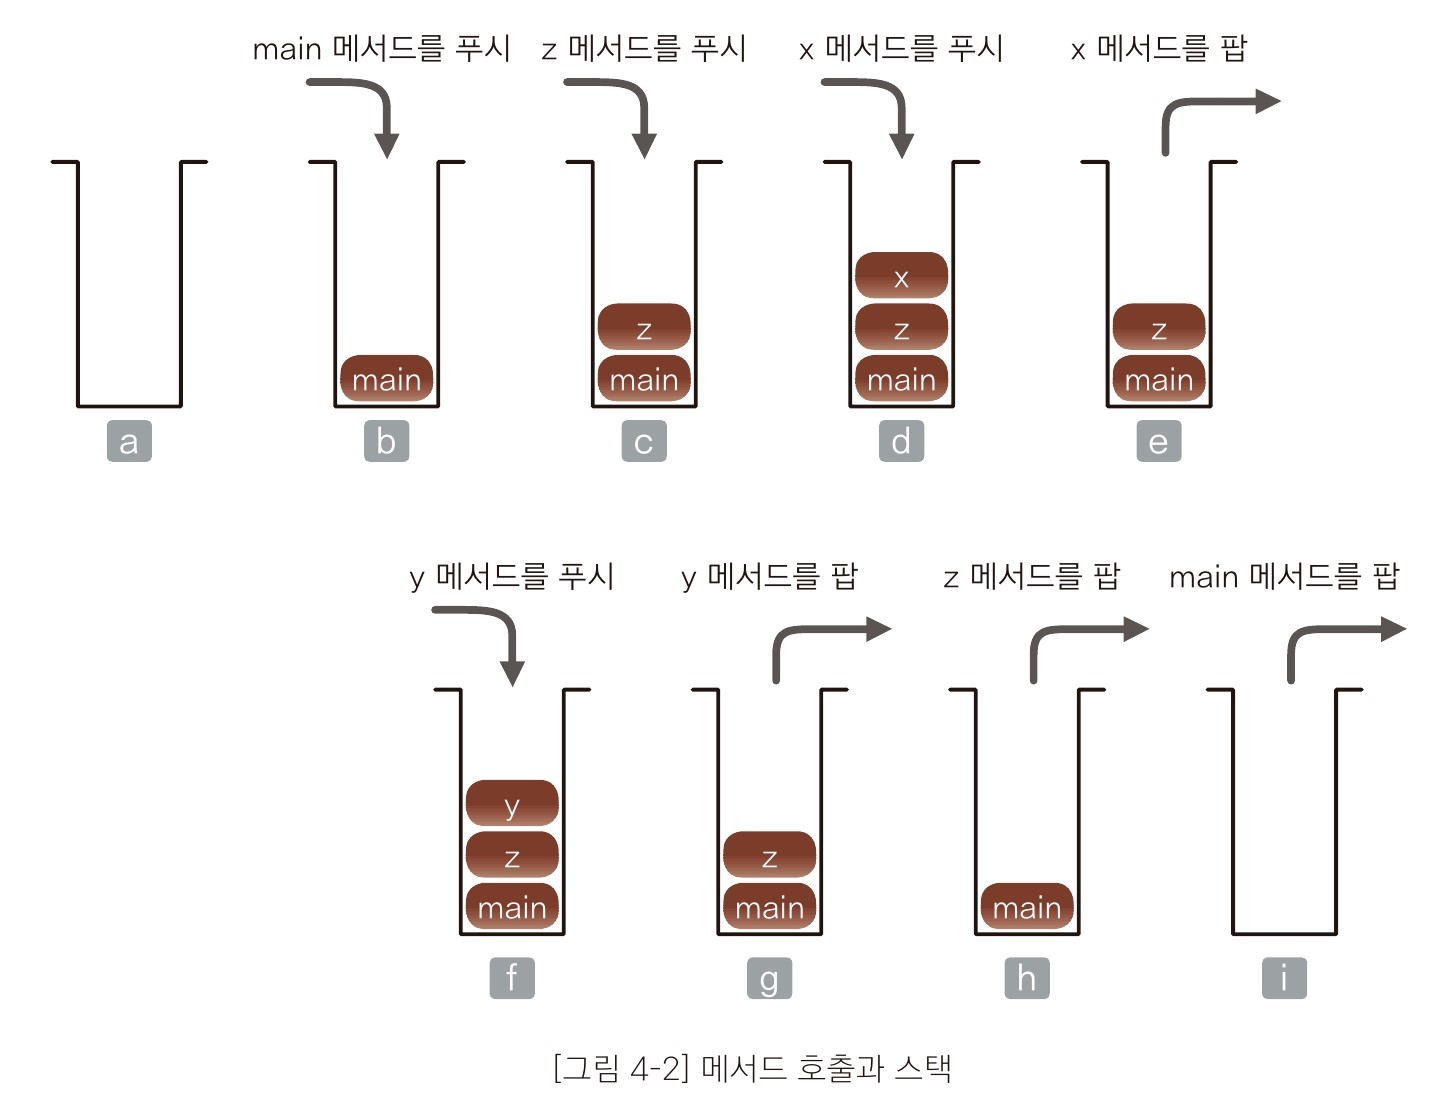 main 메서드를 푸시
z 메서드를 푸시
x 메서드를 푸시
x 메서드를 팝
main
z
main
x
z
main
z
main
a
b
c
d
e
y 메서드를 푸시
y 메서드를 팝
z 메서드를 팝
main 메서드를 팝
y
z
main
z
main
main
f
g
h
i
[그림 4-2] 메서드 호출과 스택